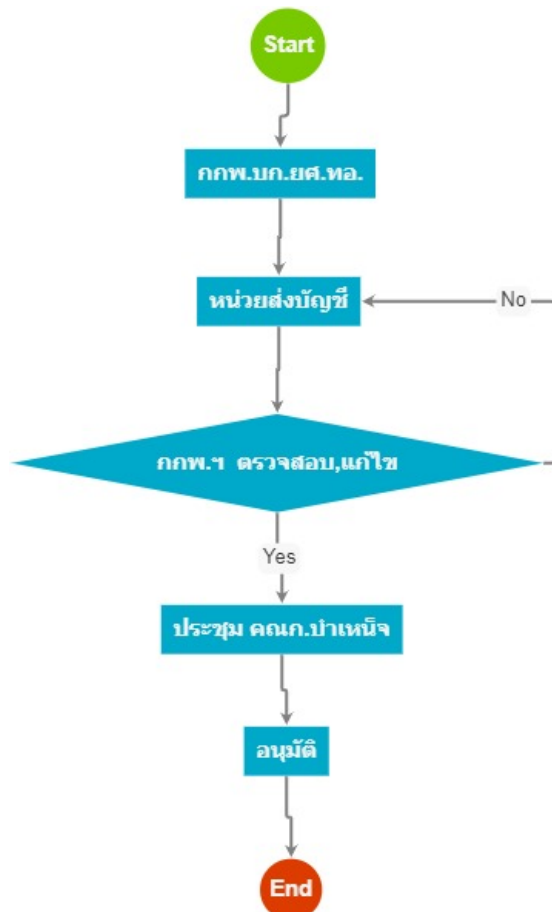 Start
กกพ.บก.ยศ.ทอ.
หน่วยส่งบัญชี
No
กกพ.ฯ ตรวจสอบ,แก้ไข
Yes
ประชุม คณก.บำเหน็จ
อนุมัติ
End